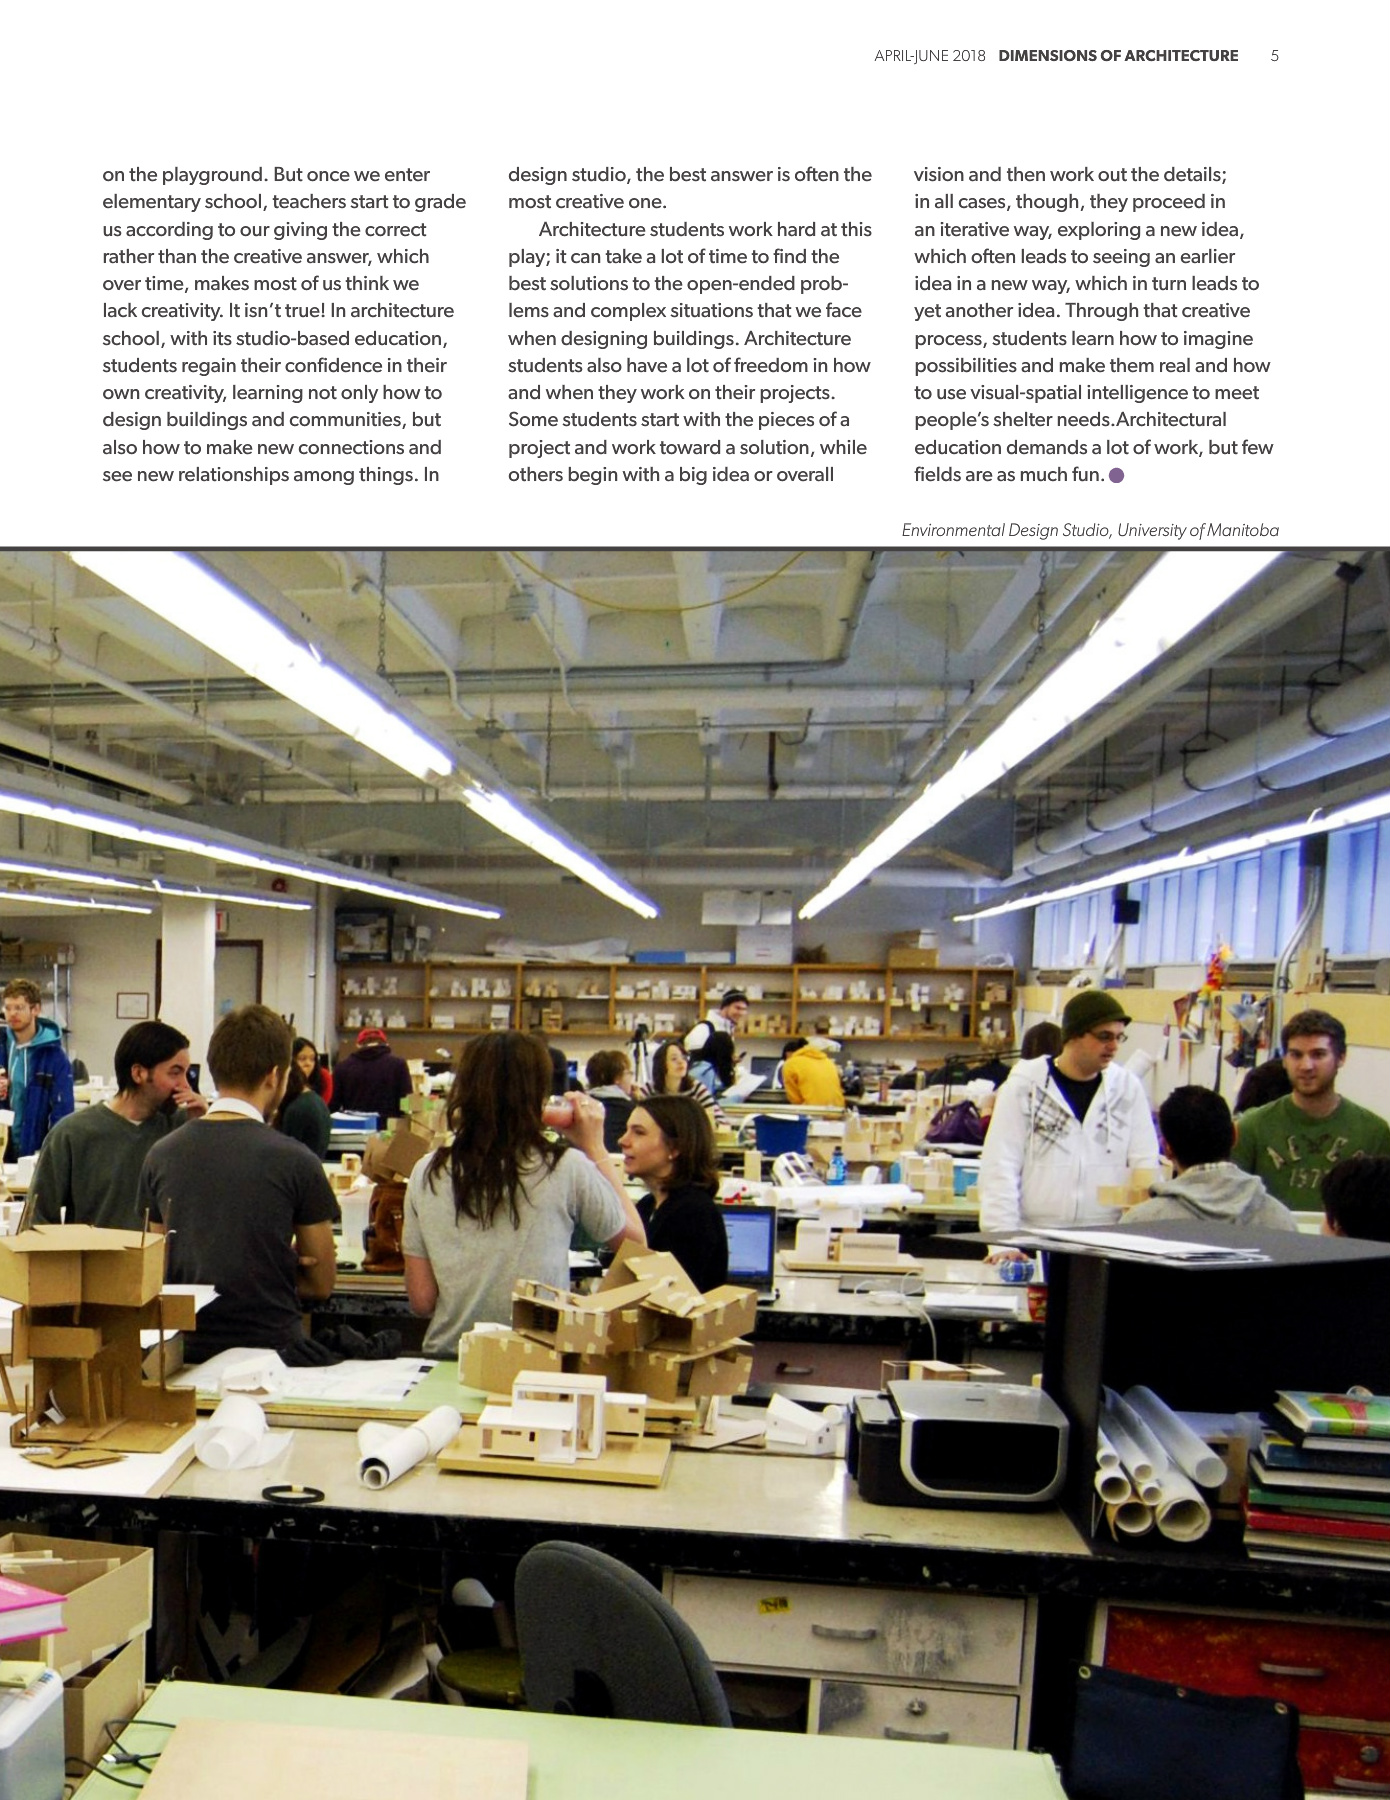 APRIL-JUNE 2018 DIMENSIONS OF ARCHITECTURE 5
on the playground. But once we enter
elementary school, teachers start to grade
us according to our giving the correct
rather than the creative answer, which
over time, makes most of us think we
lack creativity. It isn't true! In architecture
school, with its studio-based education,
students regain their confidence in their
own creativity, learning not only how to
design buildings and communities, but
also how to make new connections and
see new relationships among things. In
design studio, the best answer is often the
most creative one.
Architecture students work hard at this
play; it can take a lot of time to find the
best solutions to the open-ended prob-
lems and complex situations that we face
when designing buildings. Architecture
students also have a lot of freedom in how
and when they work on their projects.
Some students start with the pieces of a
project and work toward a solution, while
others begin with a big idea or overall
vision and then work out the details;
in all cases, though, they proceed in
an iterative way, exploring a new idea,
which often leads to seeing an earlier
idea in a new way, which in turn leads to
yet another idea. Through that creative
process, students learn how to imagine
possibilities and make them real and how
to use visual-spatial intelligence to meet
people's shelter needs.Architectural
education demands a lot of work, but few
fields are as much fun.
Environmental Design Studio, University of Manitoba